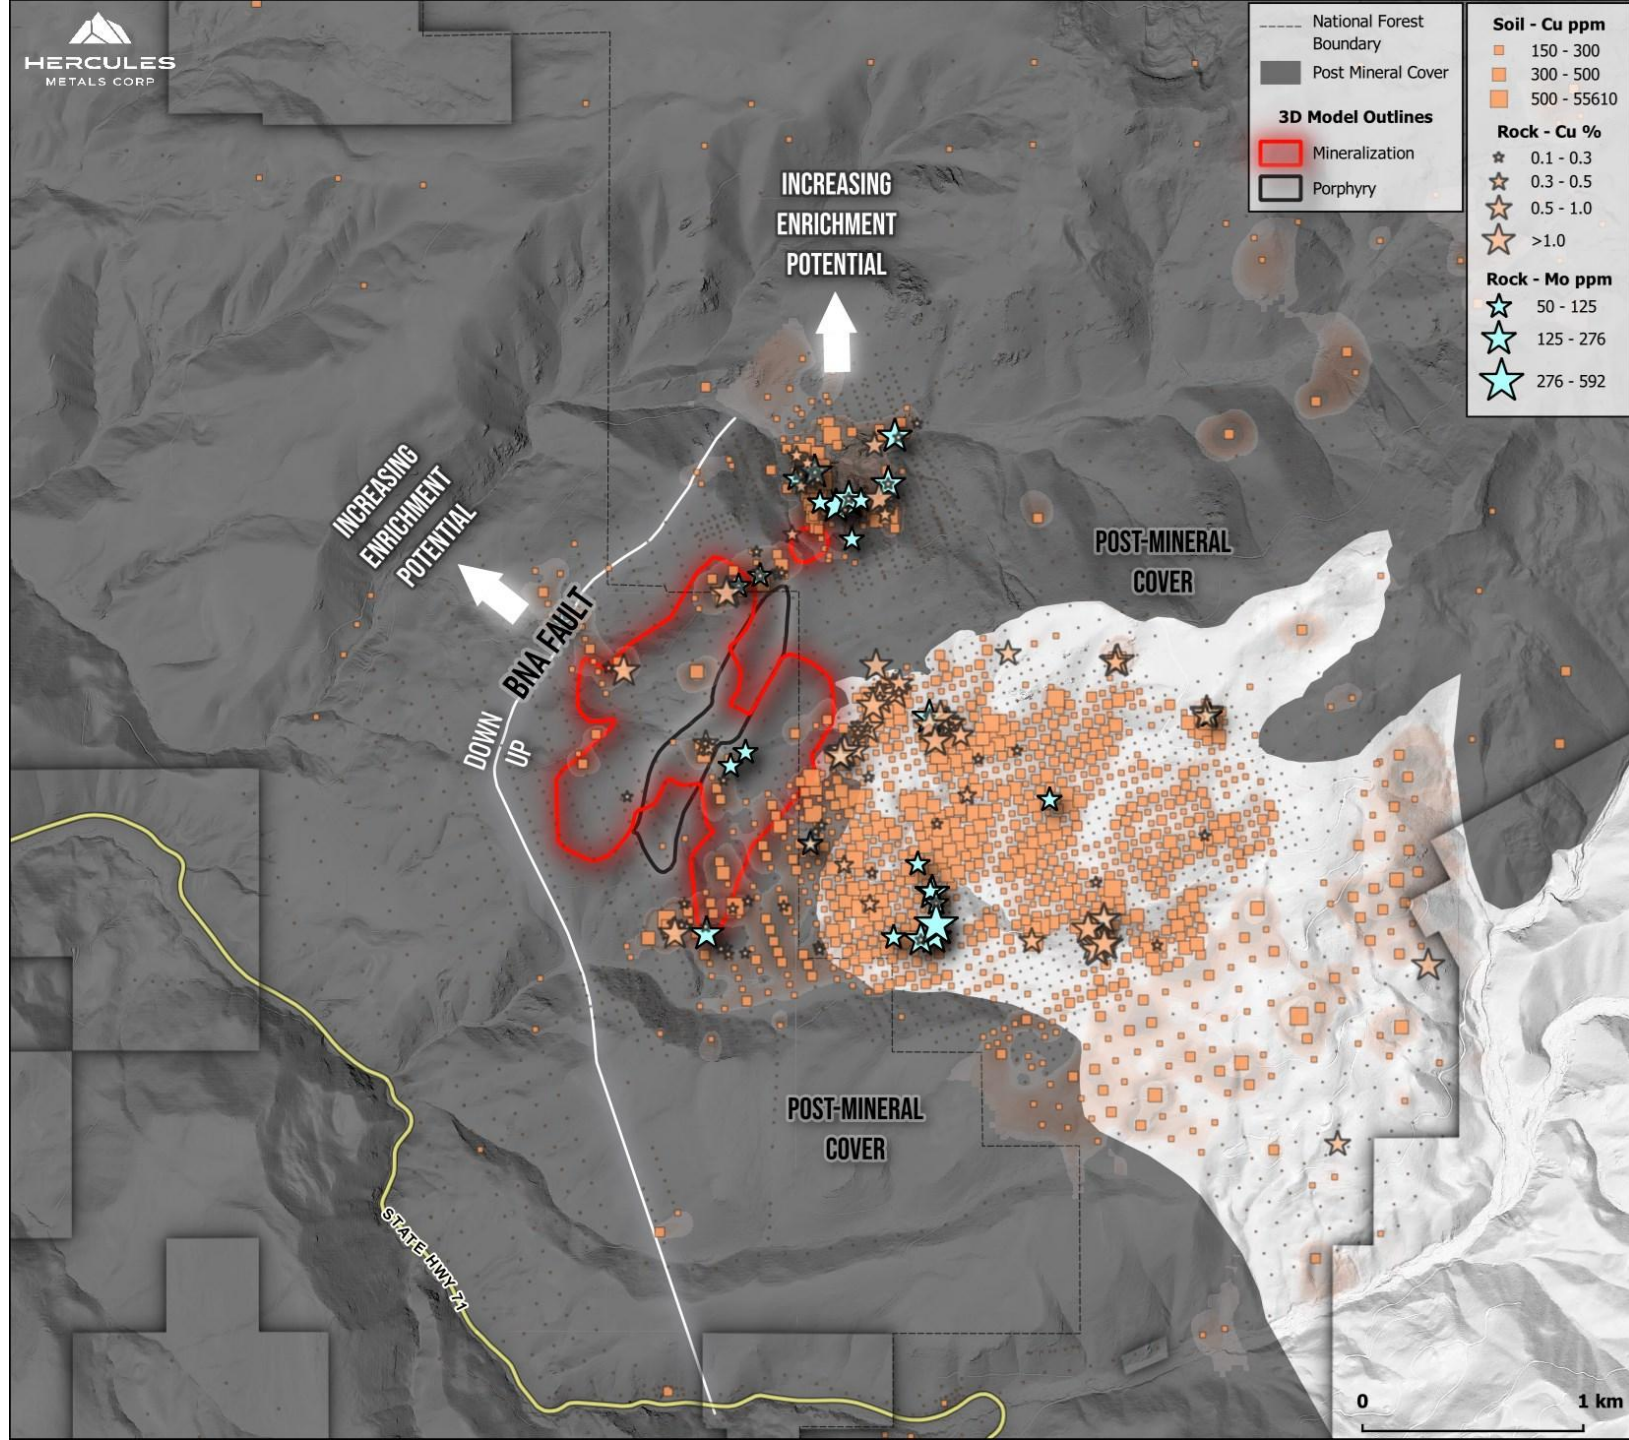 HERCULES
METALS CORP
National Forest
Boundary
Post Mineral Cover
3D Model Outlines
Mineralization
Porphyry
Soil - Cu ppm
150 - 300
300 - 500
500 - 55610
Rock - Cu %
0.1 - 0.3
0.3 - 0.5
0.5 - 1.0
>1.0
Rock - Mo ppm
50 - 125
125 - 276
276 - 592
INCREASING
ENRICHMENT
POTENTIAL
INCREASING
ENRICHMENT
POTENTIAL
POST-MINERAL
COVER
BNA FAULT
DOWN
UP
POST-MINERAL
COVER
STATE HWY 71
0 1 km